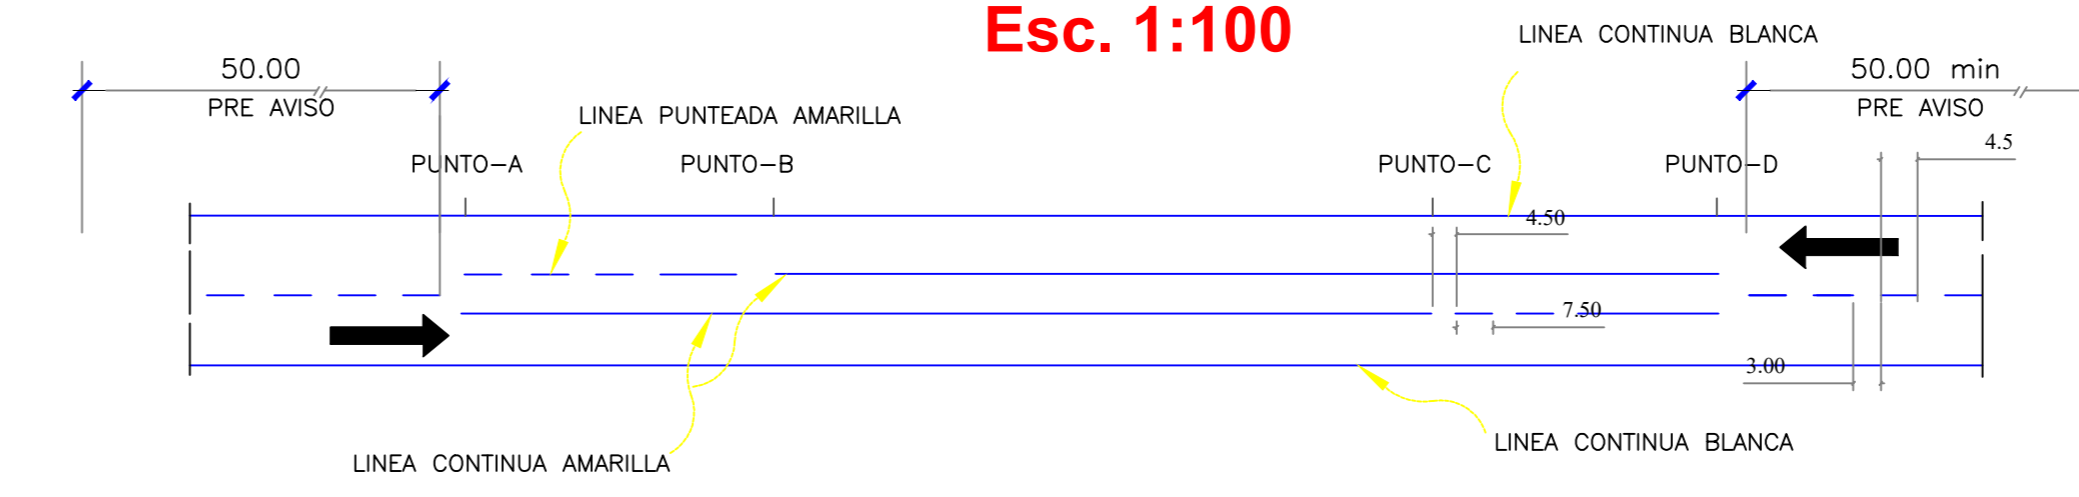 Esc. 1:100
LINEA CONTINUA BLANCA
50.00
PRE AVISO
50.00 min
PRE AVISO
LINEA PUNTEADA AMARILLA
4.5
PUNTO-A
PUNTO-B
PUNTO-C
PUNTO-D
4.50
7.50
3.00
LINEA CONTINUA BLANCA
LINEA CONTINUA AMARILLA